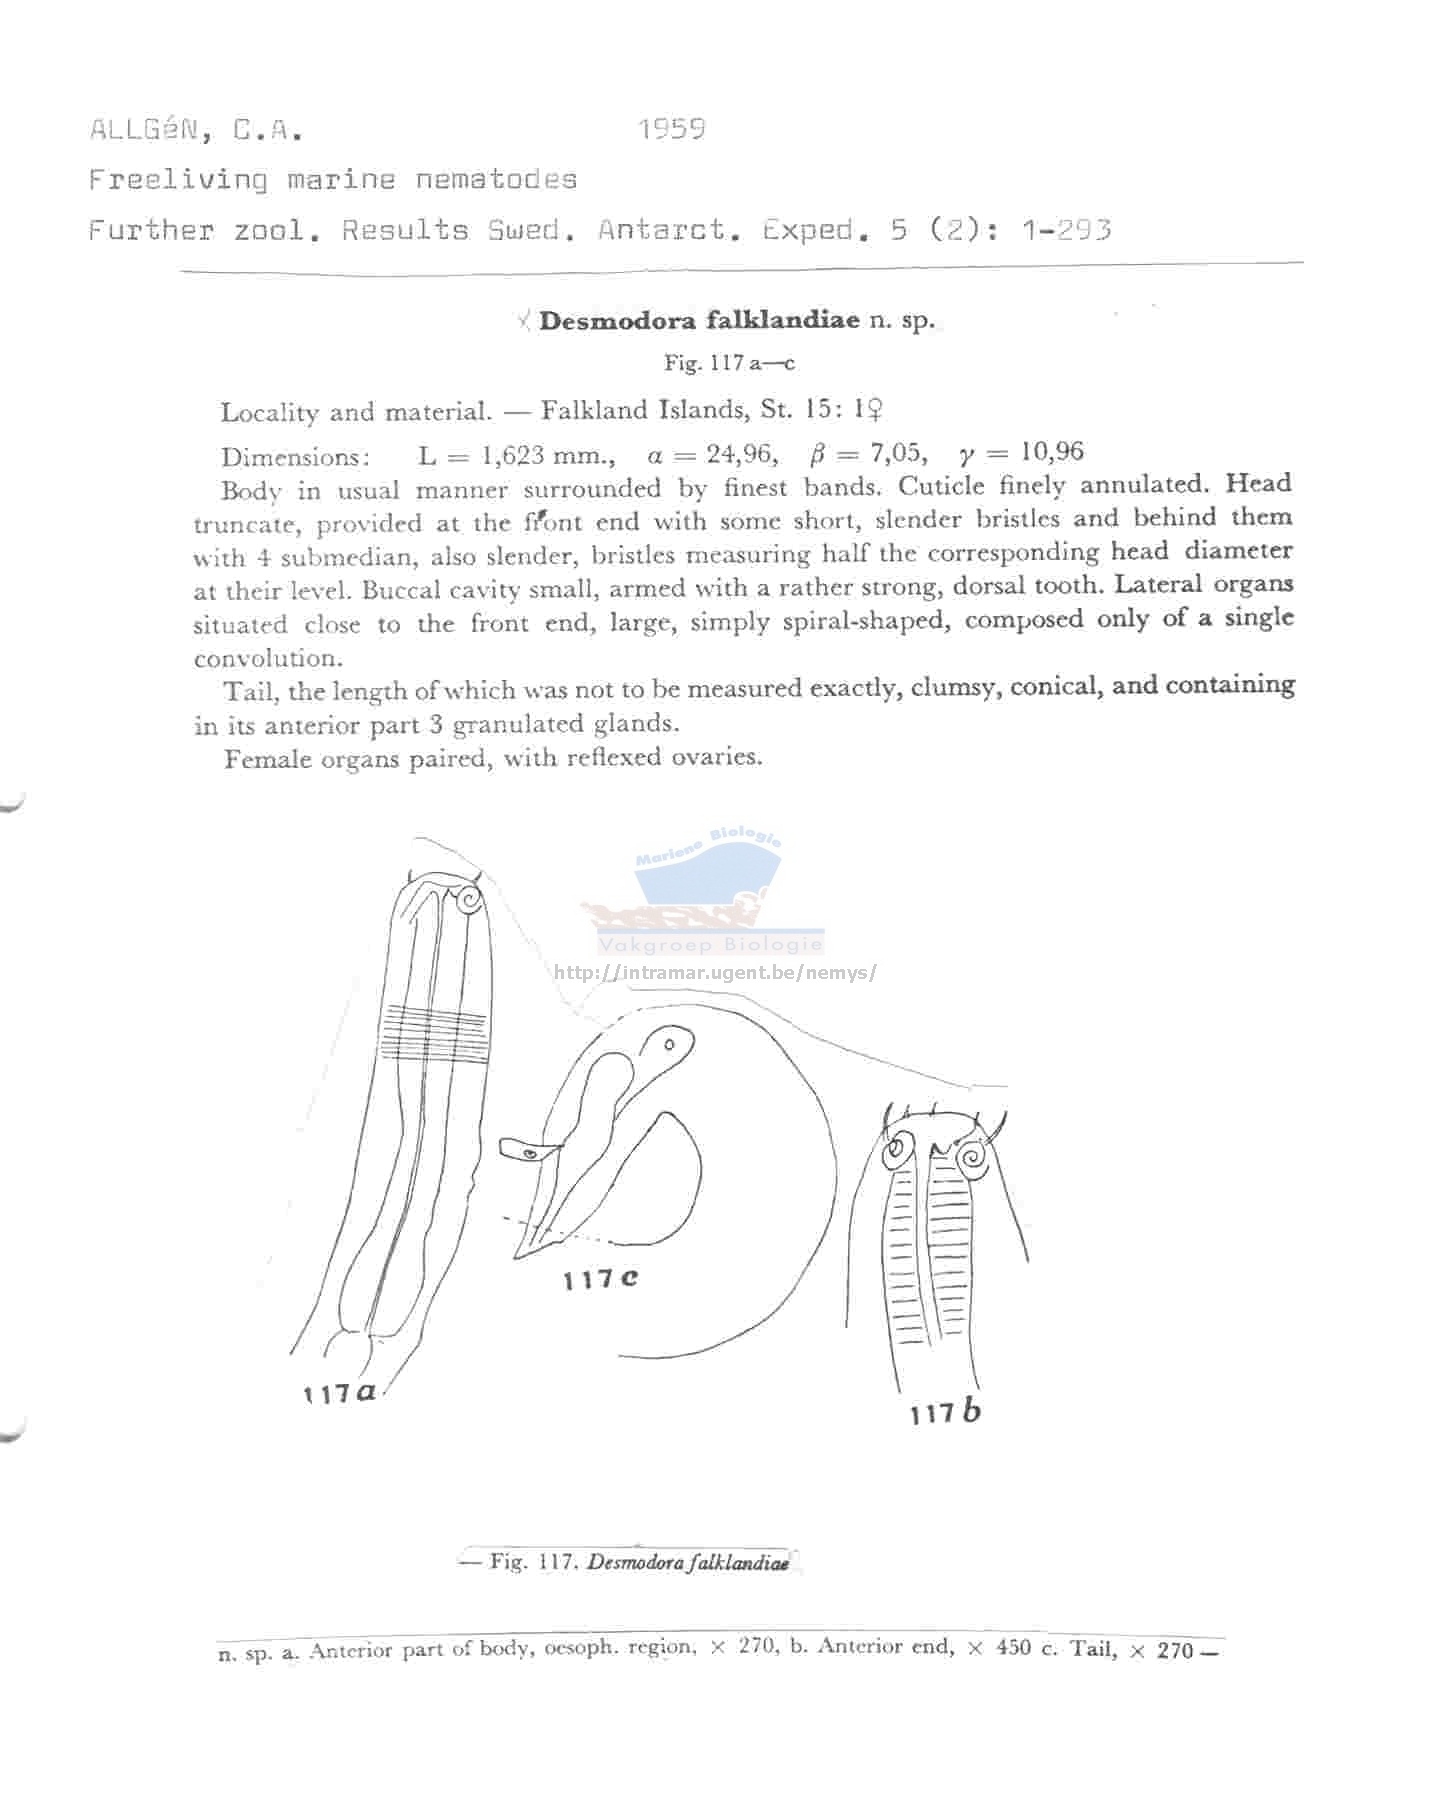 ALLGéN, C.A. 1959
Freeliving marine nematodes
Further zool. Results Swed. Antarct. Exped. 5 (2): 1-293
Desmodora falklandiae n. sp.
Fig. 117 a—c
Locality and material. — Falkland Islands, St. 15: 1♀
Dimensions: L = 1,623 mm., α = 24,96, β = 7,05, γ = 10,96
Body in usual manner surrounded by finest bands. Cuticle finely annulated. Head
truncate, provided at the front end with some short, slender bristles and behind them
with 4 submedian, also slender, bristles measuring half the corresponding head diameter
at their level. Buccal cavity small, armed with a rather strong, dorsal tooth. Lateral organs
situated close to the front end, large, simply spiral-shaped, composed only of a single
convolution.
Tail, the length of which was not to be measured exactly, clumsy, conical, and containing
in its anterior part 3 granulated glands.
Female organs paired, with reflexed ovaries.
Mariene Biologie
Vakgroep Biologie
http://intramar.ugent.be/nemys/
117 c
117 a
117 b
— Fig. 117. Desmodora falklandiae
n. sp. a. Anterior part of body, oesoph. region, × 270, b. Anterior end, × 450 c. Tail, × 270 —